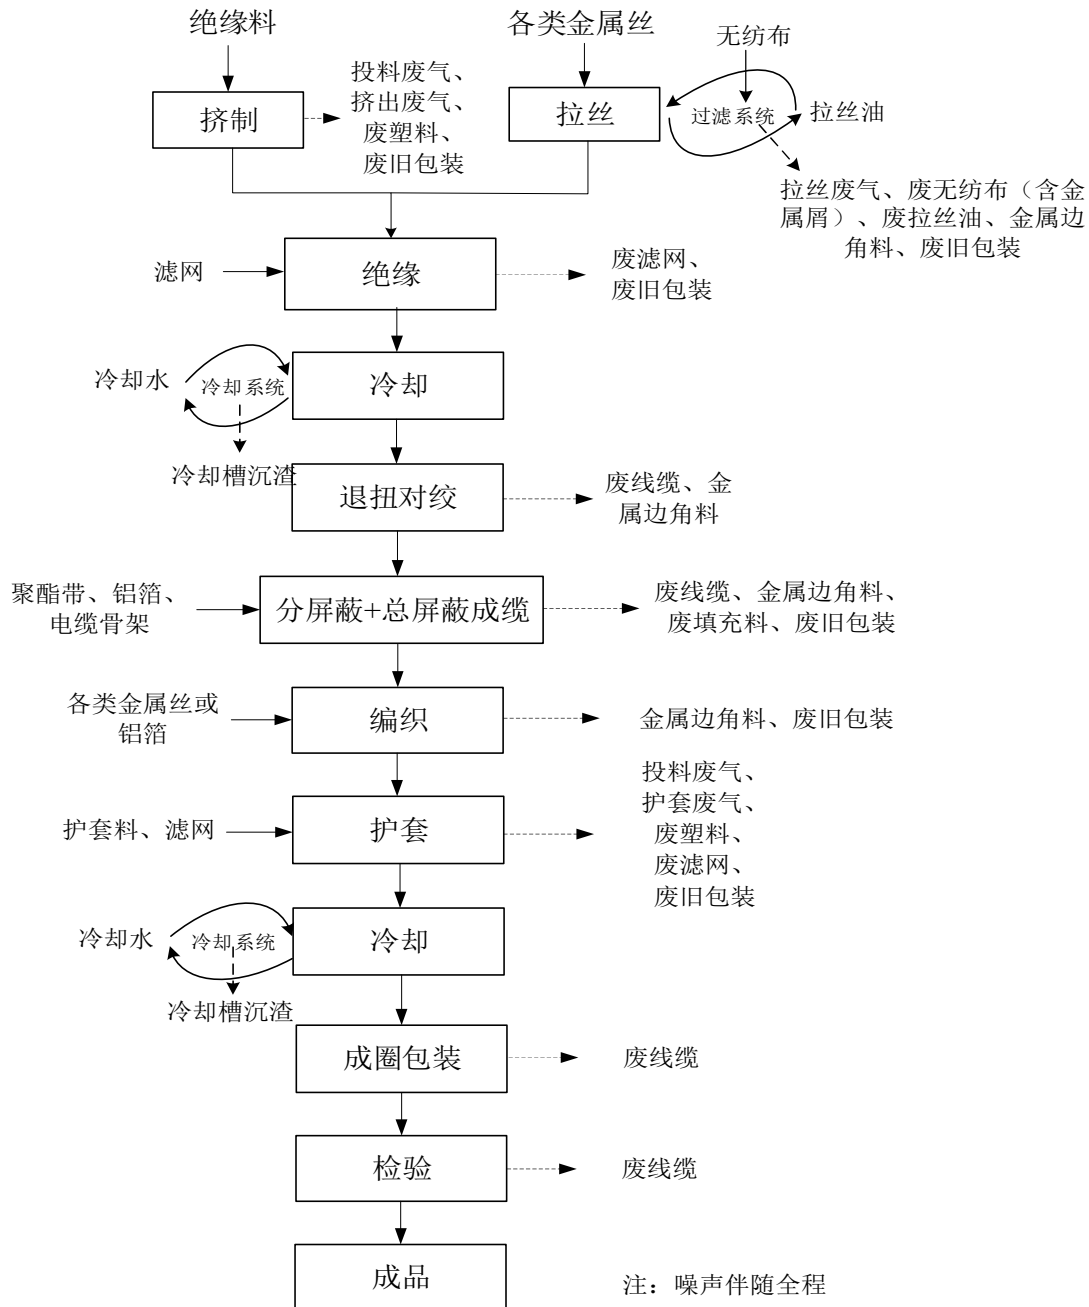 绝缘料
各类金属丝
无纺布
投料废气、
挤出废气、
废塑料、
废旧包装
挤制
拉丝
过滤系统
拉丝油
拉丝废气、废无纺布（含金
属屑）、废拉丝油、金属边
角料、废旧包装
滤网
绝缘
废滤网、
废旧包装
冷却水
冷却系统
冷却
冷却槽沉渣
退扭对绞
废线缆、金
属边角料
聚酯带、铝箔、
电缆骨架
分屏蔽+总屏蔽成缆
废线缆、金属边角料、
废填充料、废旧包装
各类金属丝或
铝箔
编织
金属边角料、废旧包装
护套料、滤网
护套
投料废气、
护套废气、
废塑料、
废滤网、
废旧包装
冷却水
冷却系统
冷却
冷却槽沉渣
成圈包装
废线缆
检验
废线缆
成品
注：噪声伴随全程